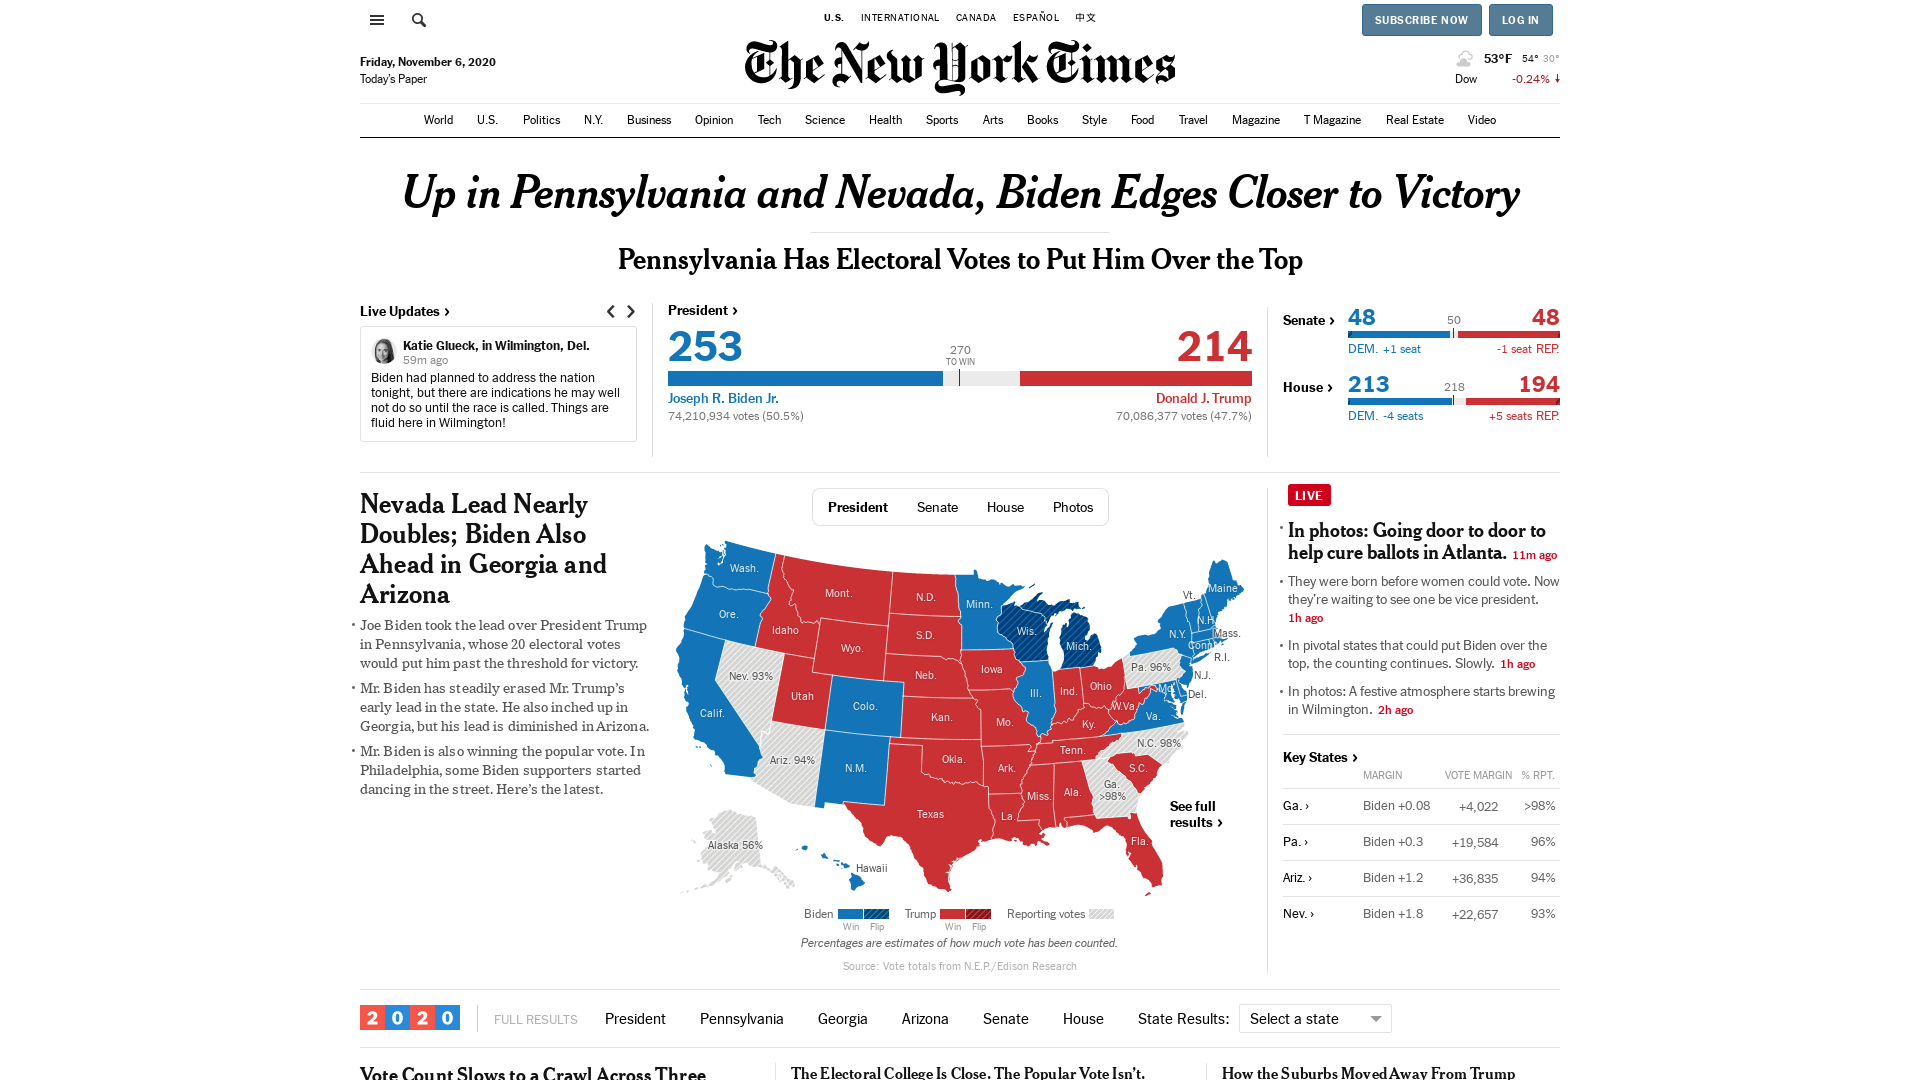 U.S. INTERNATIONAL CANADA ESPAÑOL 中文
SUBSCRIBE NOW LOG IN
Friday, November 6, 2020
Today's Paper
The New York Times
53°F 54° 30°
Dow -0.24% ↓
World U.S. Politics N.Y. Business Opinion Tech Science Health Sports Arts Books Style Food Travel Magazine T Magazine Real Estate Video
Up in Pennsylvania and Nevada, Biden Edges Closer to Victory
Pennsylvania Has Electoral Votes to Put Him Over the Top
Live Updates ›
Katie Glueck, in Wilmington, Del.
59m ago
Biden had planned to address the nation
tonight, but there are indications he may well
not do so until the race is called. Things are
fluid here in Wilmington!
President ›
253 214
270
TO WIN
Joseph R. Biden Jr. Donald J. Trump
74,210,934 votes (50.5%) 70,086,377 votes (47.7%)
Senate › 48 50 48
DEM. +1 seat -1 seat REP.
House › 213 218 194
DEM. -4 seats +5 seats REP.
Nevada Lead Nearly
Doubles; Biden Also
Ahead in Georgia and
Arizona
• Joe Biden took the lead over President Trump
in Pennsylvania, whose 20 electoral votes
would put him past the threshold for victory.
• Mr. Biden has steadily erased Mr. Trump's
early lead in the state. He also inched up in
Georgia, but his lead is diminished in Arizona.
• Mr. Biden is also winning the popular vote. In
Philadelphia, some Biden supporters started
dancing in the street. Here's the latest.
President Senate House Photos
Wash.
Ore.
Calif.
Nev. 93%
Idaho
Mont.
Wyo.
Utah
Ariz. 94%
Colo.
N.M.
N.D.
S.D.
Neb.
Kan.
Okla.
Texas
Minn.
Iowa
Mo.
Ark.
La.
Wis.
Ill.
Mich.
Ind.
Ohio
Ky.
Tenn.
Miss.
Ala.
Ga.
>98%
Fla.
S.C.
N.C. 98%
Va.
W.Va.
Md.
Del.
Pa. 96%
N.J.
N.Y.
Conn.
R.I.
Mass.
Vt.
N.H.
Maine
Alaska 56%
Hawaii
See full
results ›
Biden Trump Reporting votes
Win Flip Win Flip
Percentages are estimates of how much vote has been counted.
Source: Vote totals from N.E.P./Edison Research
LIVE
• In photos: Going door to door to
help cure ballots in Atlanta. 11m ago
• They were born before women could vote. Now
they're waiting to see one be vice president.
1h ago
• In pivotal states that could put Biden over the
top, the counting continues. Slowly. 1h ago
• In photos: A festive atmosphere starts brewing
in Wilmington. 2h ago
Key States ›
MARGIN VOTE MARGIN % RPT.
Ga. › Biden +0.08 +4,022 >98%
Pa. › Biden +0.3 +19,584 96%
Ariz. › Biden +1.2 +36,835 94%
Nev. › Biden +1.8 +22,657 93%
2020 FULL RESULTS President Pennsylvania Georgia Arizona Senate House State Results: Select a state
Vote Count Slows to a Crawl Across Three
The Electoral College Is Close. The Popular Vote Isn't.
How the Suburbs Moved Away From Trump